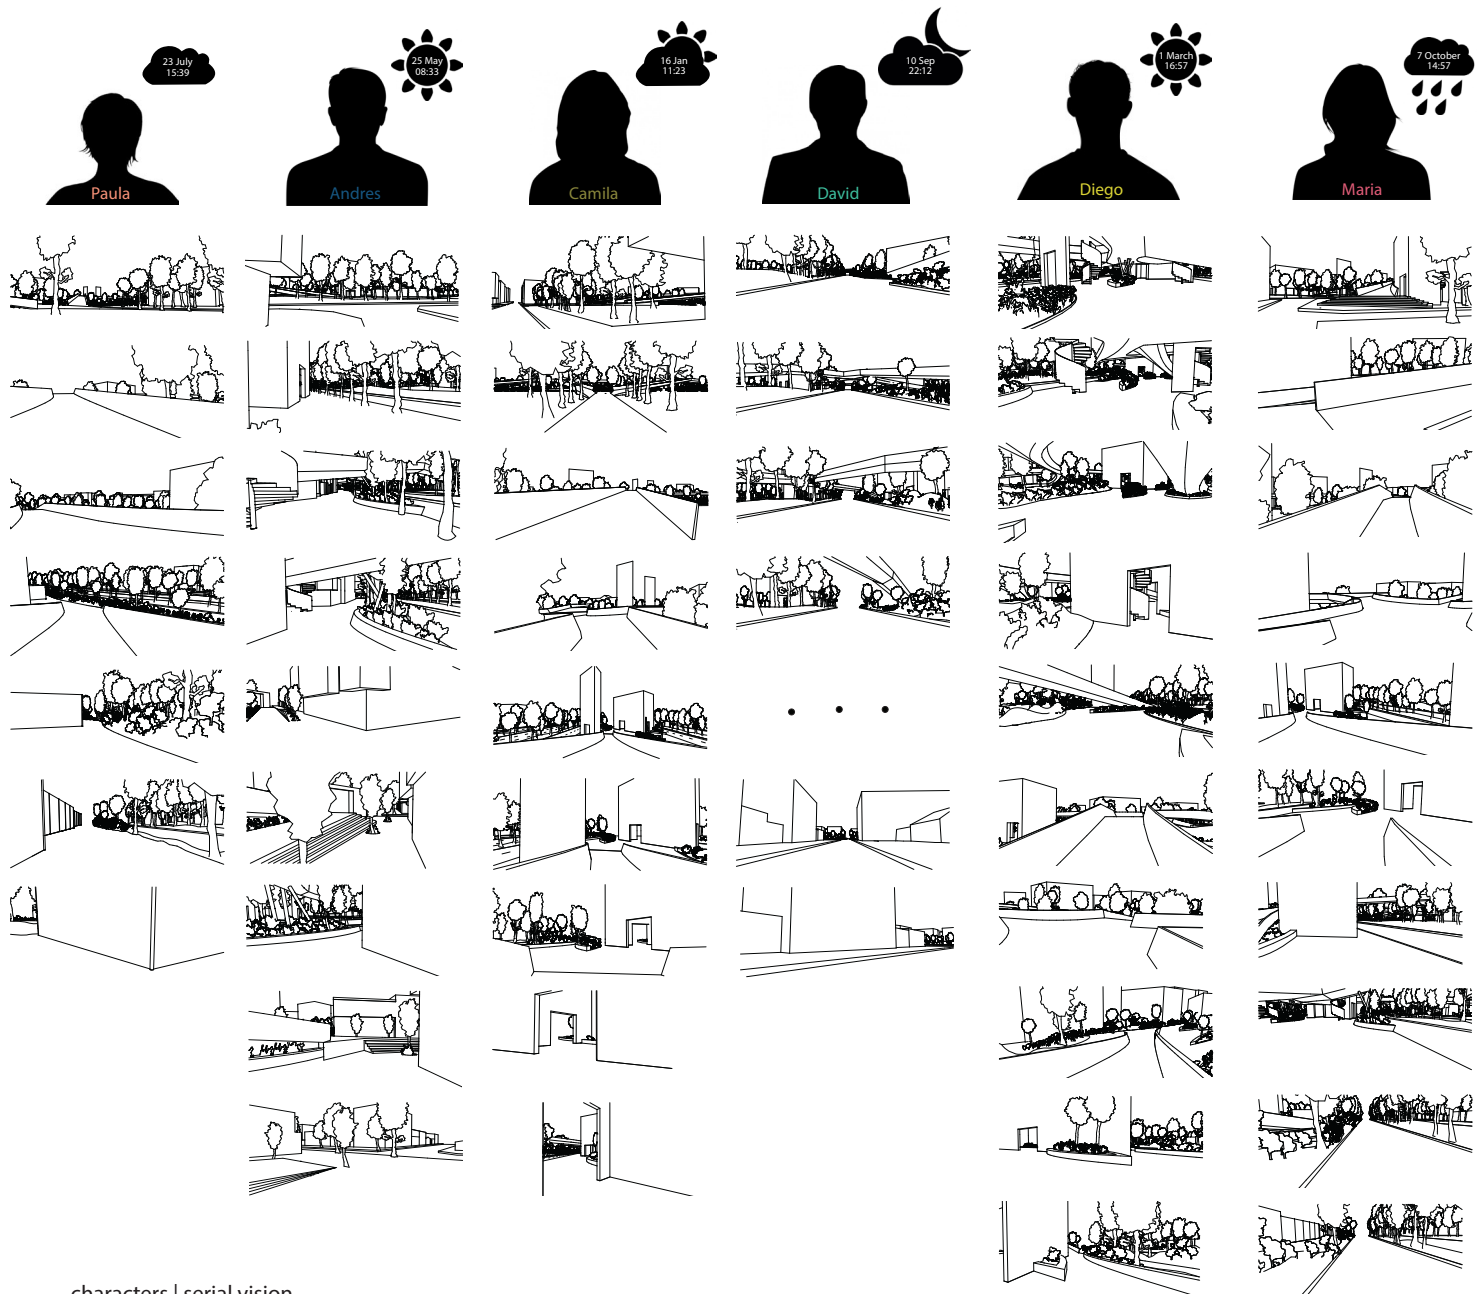 23 July
15:39
Paula
25 May
08:33
Andres
16 Jan
11:23
Camila
10 Sep
22:12
David
1 March
16:57
Diego
7 October
14:57
Maria
characters | serial vision